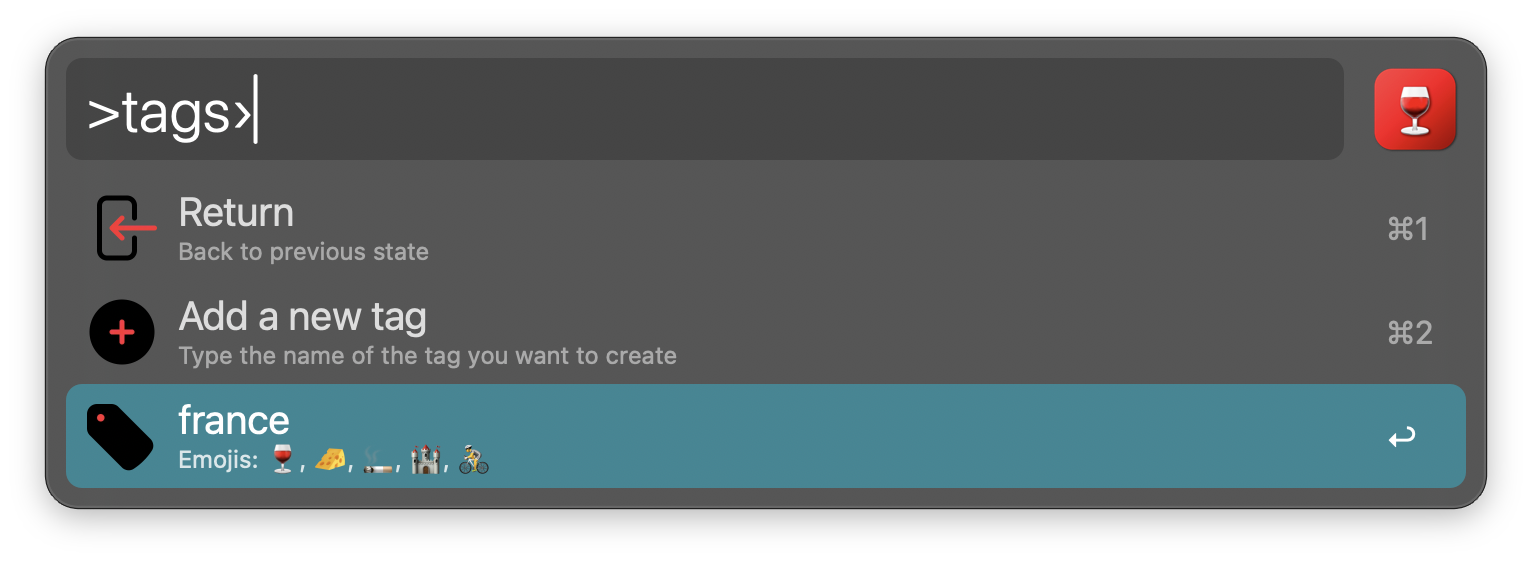 >tags›
Return
Back to previous state
⌘1
Add a new tag
Type the name of the tag you want to create
⌘2
france
Emojis: 🍷, 🧀, 🚬, 🏰, 🚴